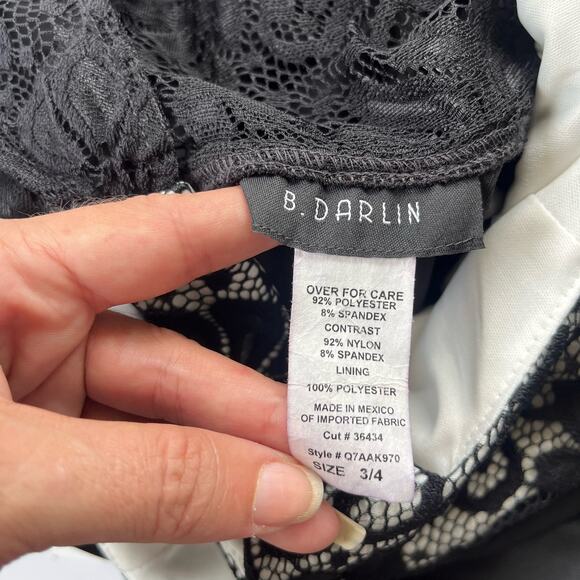 B. DARLIN
OVER FOR CARE
92% POLYESTER
8% SPANDEX
CONTRAST
92% NYLON
8% SPANDEX
LINING
100% POLYESTER
MADE IN MEXICO
OF IMPORTED FABRIC
Cut # 36434
Style # Q7AAK970
SIZE 3/4